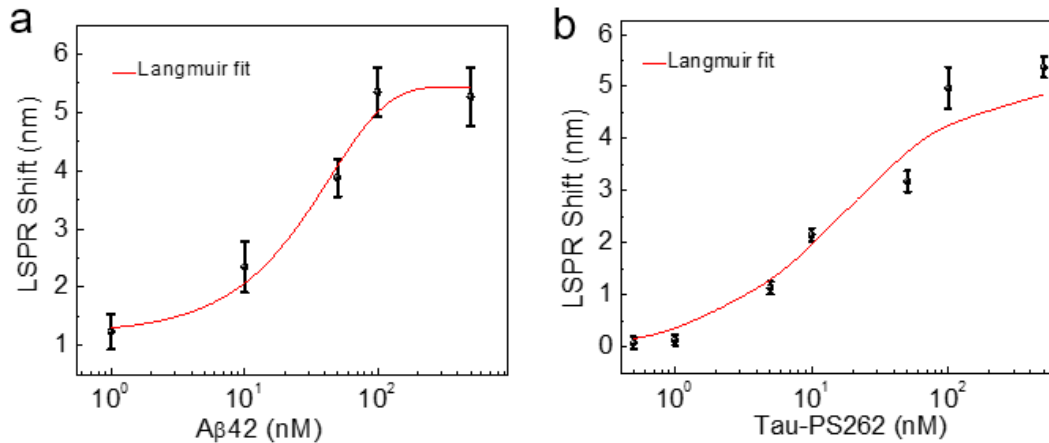 a
LSPR Shift (nm)
6
5
4
3
2
1
Langmuir fit
10⁰
10¹
10²
Aβ42 (nM)
b
LSPR Shift (nm)
6
5
4
3
2
1
0
Langmuir fit
10⁰
10¹
10²
Tau-PS262 (nM)